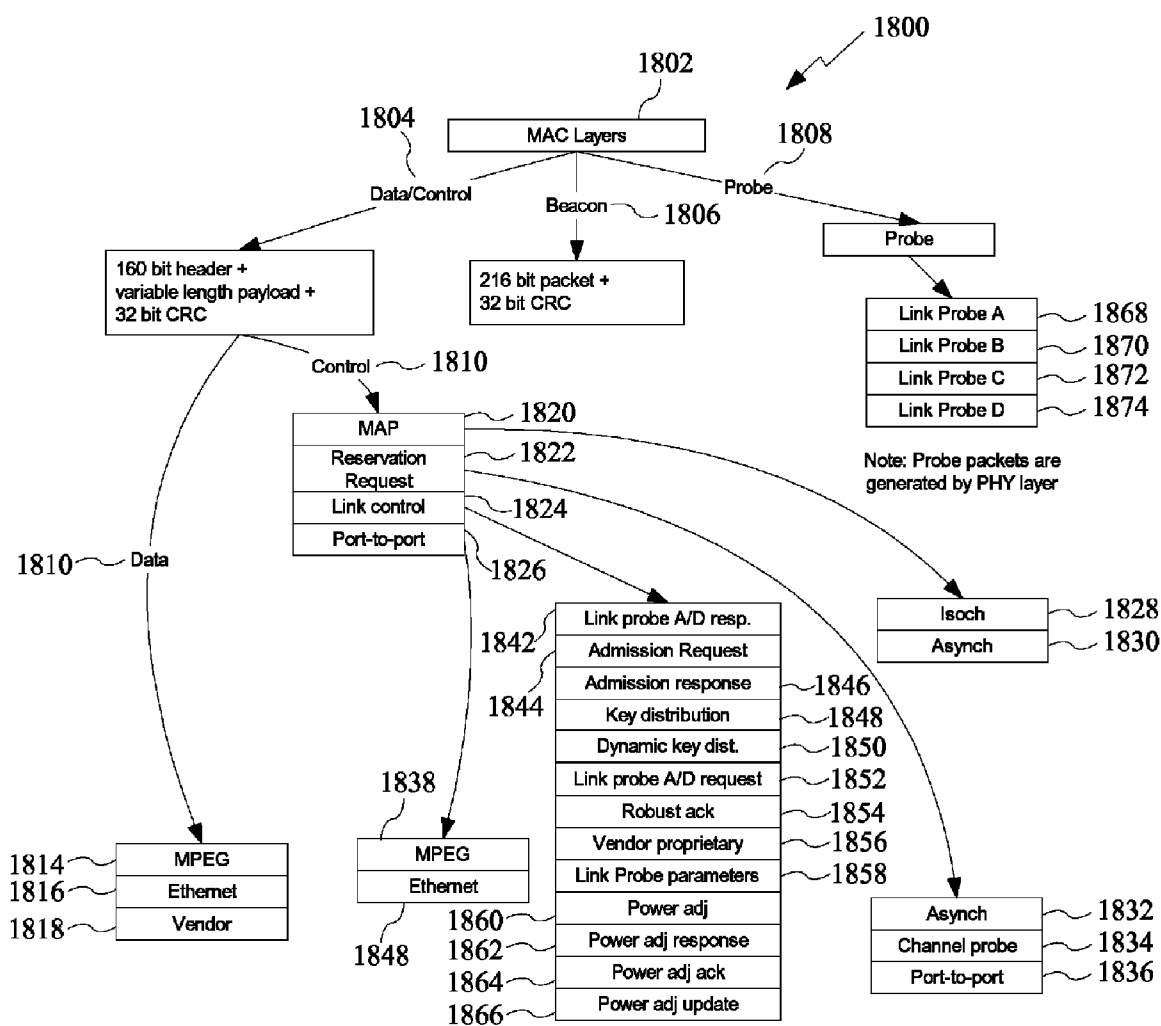 1800
1802
MAC Layers
1804
Data/Control
1808
Probe
Beacon
1806
160 bit header +
variable length payload +
32 bit CRC
216 bit packet +
32 bit CRC
Probe
Link Probe A
1868
Link Probe B
1870
Link Probe C
1872
Link Probe D
1874
Note: Probe packets are
generated by PHY layer
Control
1810
MAP
1820
Reservation
Request
1822
Link control
1824
Port-to-port
1826
1810
Data
Isoch
1828
Asynch
1830
Link probe A/D resp.
1842
Admission Request
1844
Admission response
1846
Key distribution
1848
Dynamic key dist.
1850
Link probe A/D request
1852
Robust ack
1854
Vendor proprietary
1856
Link Probe parameters
1858
Power adj
1860
Power adj response
1862
Power adj ack
1864
Power adj update
1866
1838
MPEG
Ethernet
1848
1814
MPEG
1816
Ethernet
1818
Vendor
Asynch
1832
Channel probe
1834
Port-to-port
1836